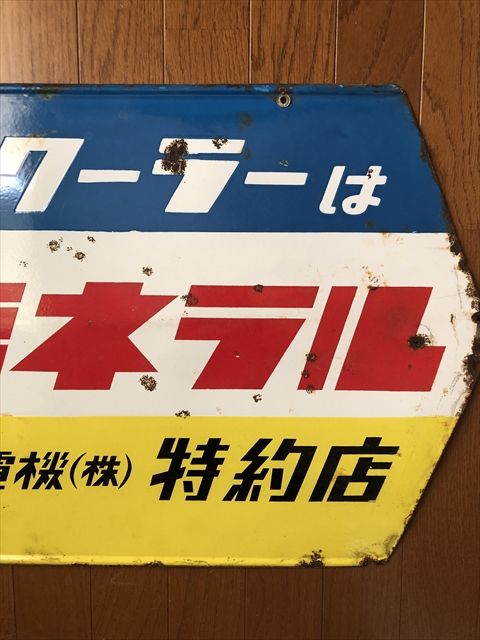 クーラーは
ネラル
電機(株) 特約店